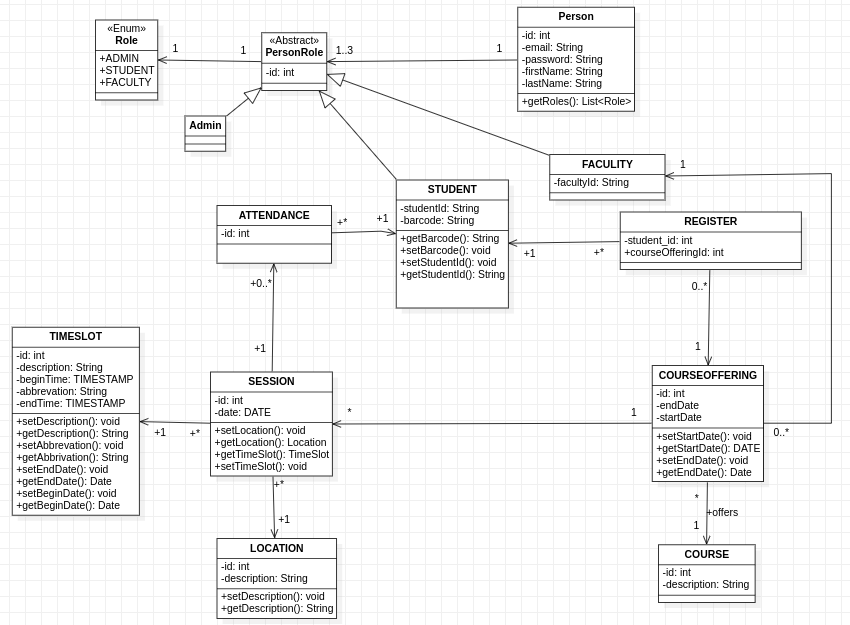 «Enum»
Role
+ADMIN
+STUDENT
+FACULTY
1
1
«Abstract»
PersonRole
-id: int
1..3
1
Person
-id: int
-email: String
-password: String
-firstName: String
-lastName: String
+getRoles(): List<Role>
Admin
FACULITY
-facultyId: String
1
STUDENT
-studentId: String
-barcode: String
+getBarcode(): String
+setBarcode(): void
+setStudentId(): void
+getStudentId(): String
ATTENDANCE
-id: int
+*
+1
REGISTER
-student_id: int
+courseOfferingId: int
+1
+*
+0..*
+1
0..*
1
TIMESLOT
-id: int
-description: String
-beginTime: TIMESTAMP
-abbrevation: String
-endTime: TIMESTAMP
+setDescription(): void
+getDescription(): String
+setAbbrevation(): void
+getAbbrivation(): String
+setEndDate(): void
+getEndDate(): Date
+setBeginDate(): void
+getBeginDate(): Date
+1
+*
SESSION
-id: int
-date: DATE
+setLocation(): void
+getLocation(): Location
+getTimeSlot(): TimeSlot
+setTimeSlot(): void
*
1
COURSEOFFERING
-id: int
-endDate
-startDate
+setStartDate(): void
+getStartDate(): DATE
+setEndDate(): void
+getEndDate(): Date
0..*
+*
+1
*
+offers
1
LOCATION
-id: int
-description: String
+setDescription(): void
+getDescription(): String
COURSE
-id: int
-description: String